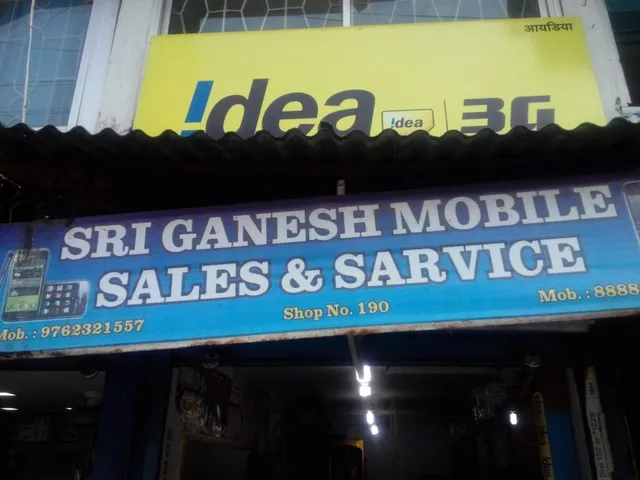 आयडिया
!dea
!dea
3G
SRI GANESH MOBILE
SALES & SARVICE
Shop No. 190
Mob. : 9762321557
Mob. : 8888